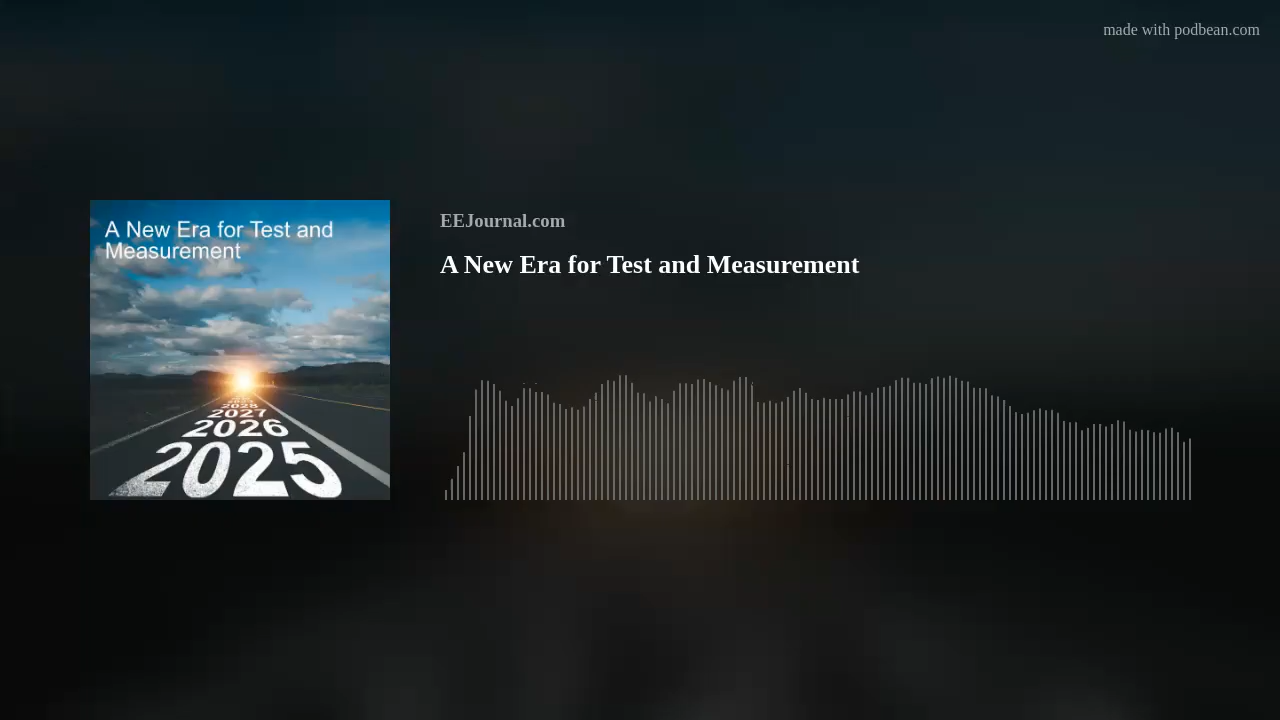 made with podbean.com
A New Era for Test and
Measurement
EEJournal.com
A New Era for Test and Measurement
2028
2027
2026
2025